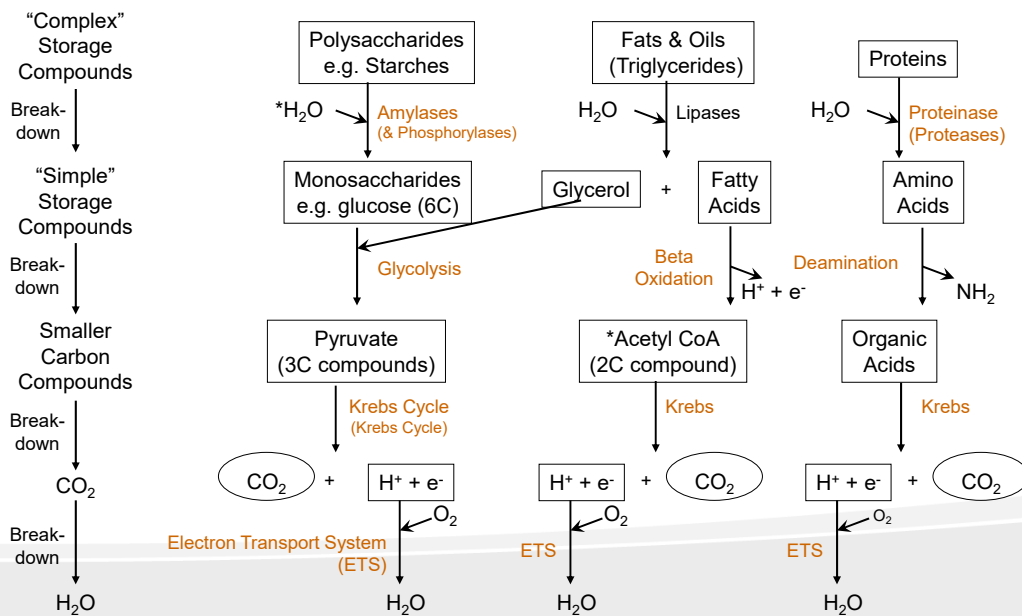 “Complex”
Storage
Compounds
Polysaccharides
e.g. Starches
Fats & Oils
(Triglycerides)
Proteins
Break-
down
*H₂O
Amylases
(& Phosphorylases)
H₂O
Lipases
H₂O
Proteinase
(Proteases)
“Simple”
Storage
Compounds
Monosaccharides
e.g. glucose (6C)
Glycerol
+
Fatty
Acids
Amino
Acids
Break-
down
Glycolysis
Beta
Oxidation
H⁺ + e⁻
Deamination
NH₂
Smaller
Carbon
Compounds
Pyruvate
(3C compounds)
*Acetyl CoA
(2C compound)
Organic
Acids
Break-
down
Krebs Cycle
(Krebs Cycle)
Krebs
Krebs
CO₂
CO₂ + H⁺ + e⁻
H⁺ + e⁻ + CO₂
H⁺ + e⁻ + CO₂
Break-
down
O₂
Electron Transport System
(ETS)
O₂
ETS
O₂
ETS
H₂O
H₂O
H₂O
H₂O